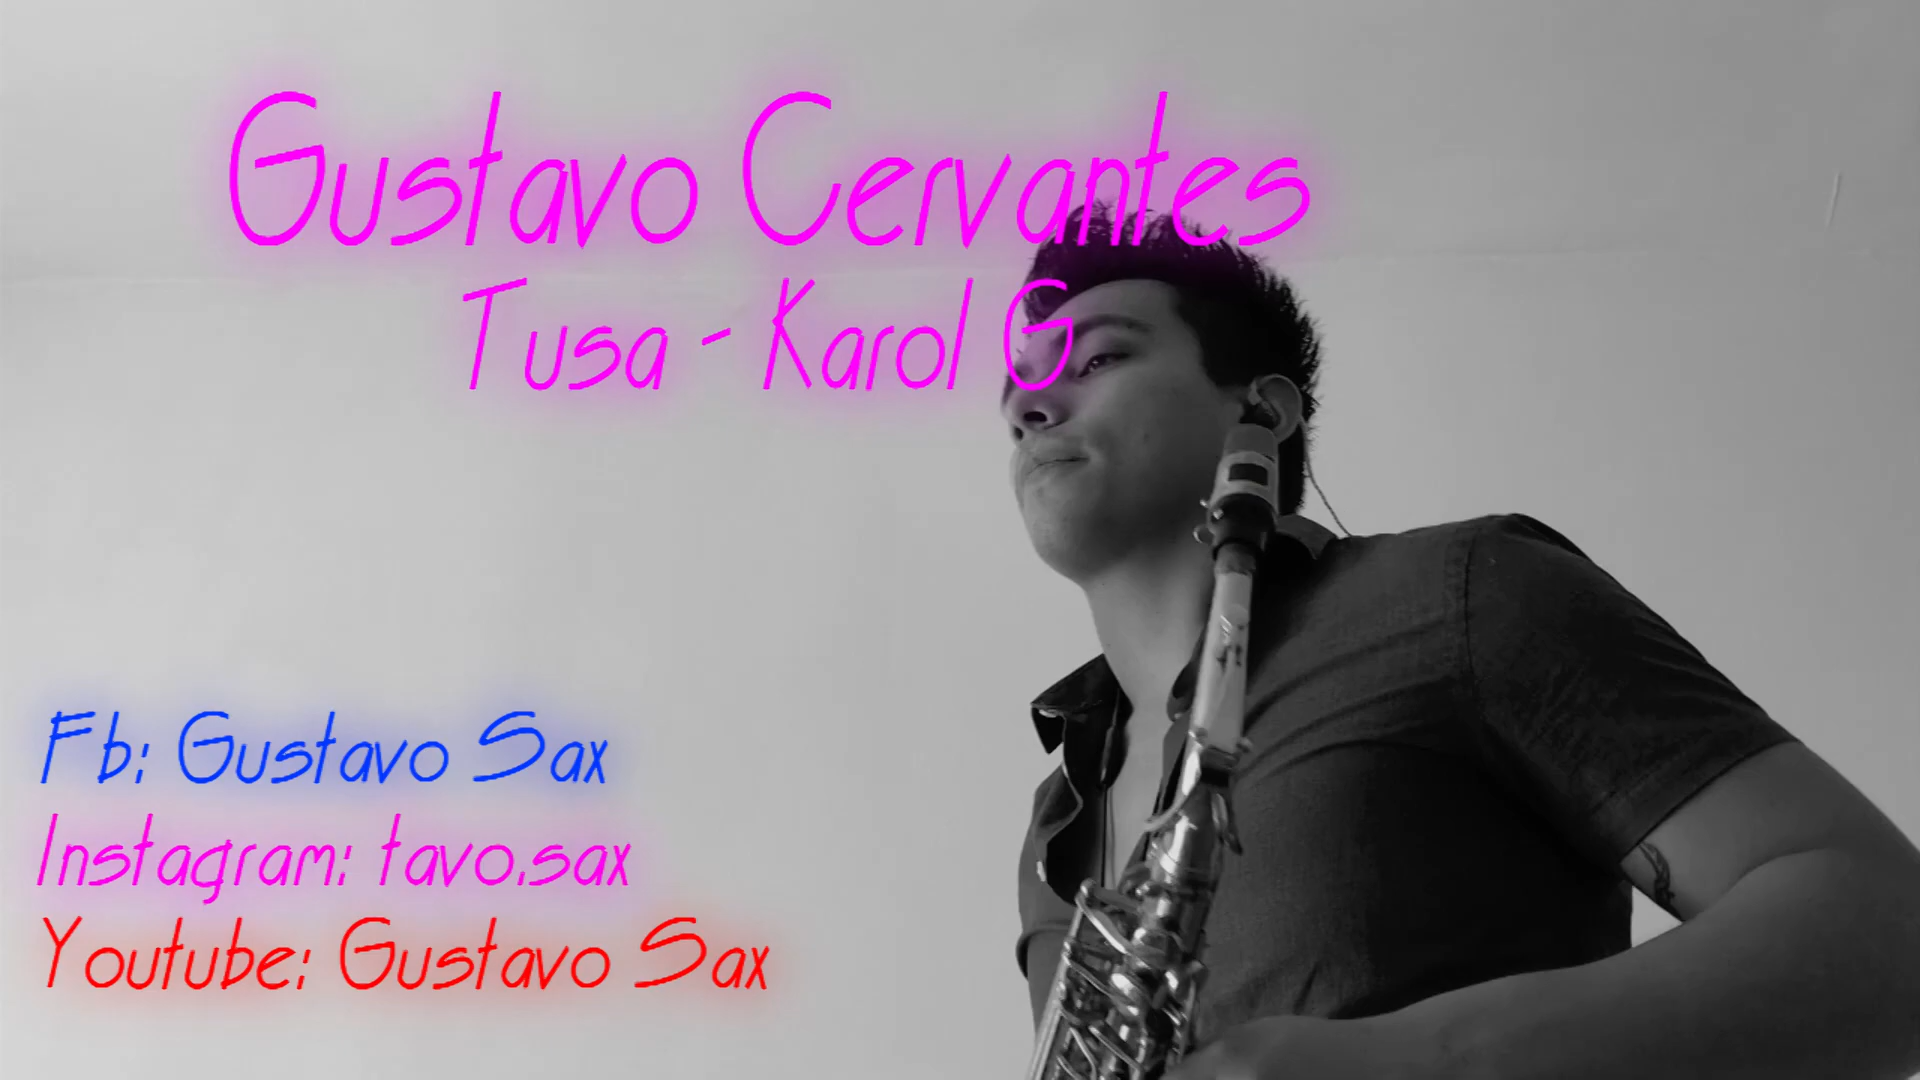 Gustavo Cervantes
Tusa - Karol G
Fb: Gustavo Sax
Instagram: tavo.sax
Youtube: Gustavo Sax